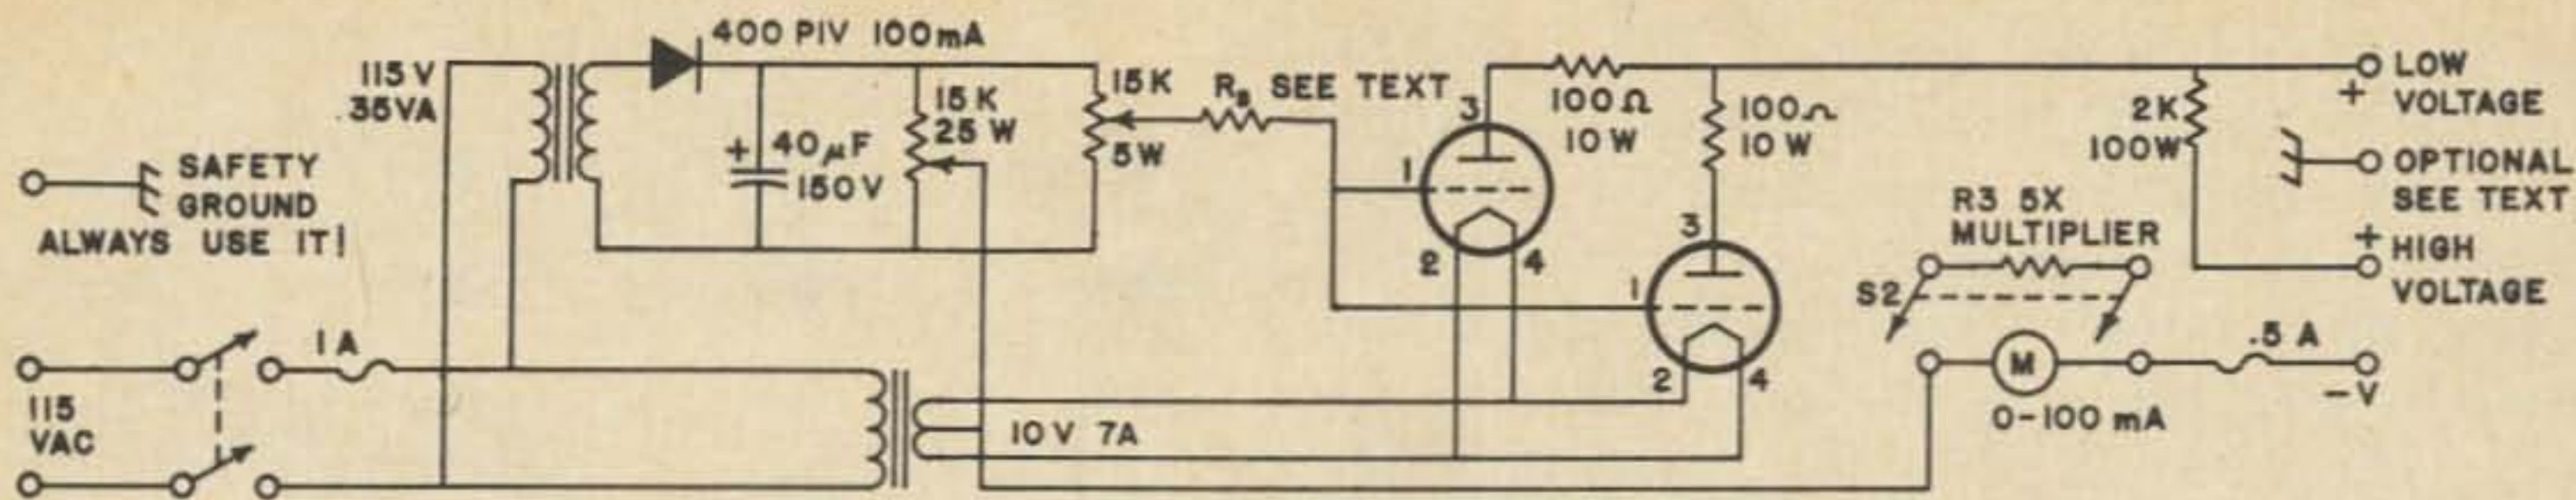 400 PIV 100mA
115 V
.35VA
15K
25 W
15K
5W
Rs SEE TEXT
+ 40µF
150V
SAFETY
GROUND
ALWAYS USE IT!
1 A
115
VAC
10V 7A
1
2
3
4
100Ω
10 W
1
2
3
4
100Ω
10 W
2K
100W
LOW
+ VOLTAGE
OPTIONAL
SEE TEXT
+ HIGH
VOLTAGE
R3 5X
MULTIPLIER
S2
M
0-100 mA
.5 A
-V